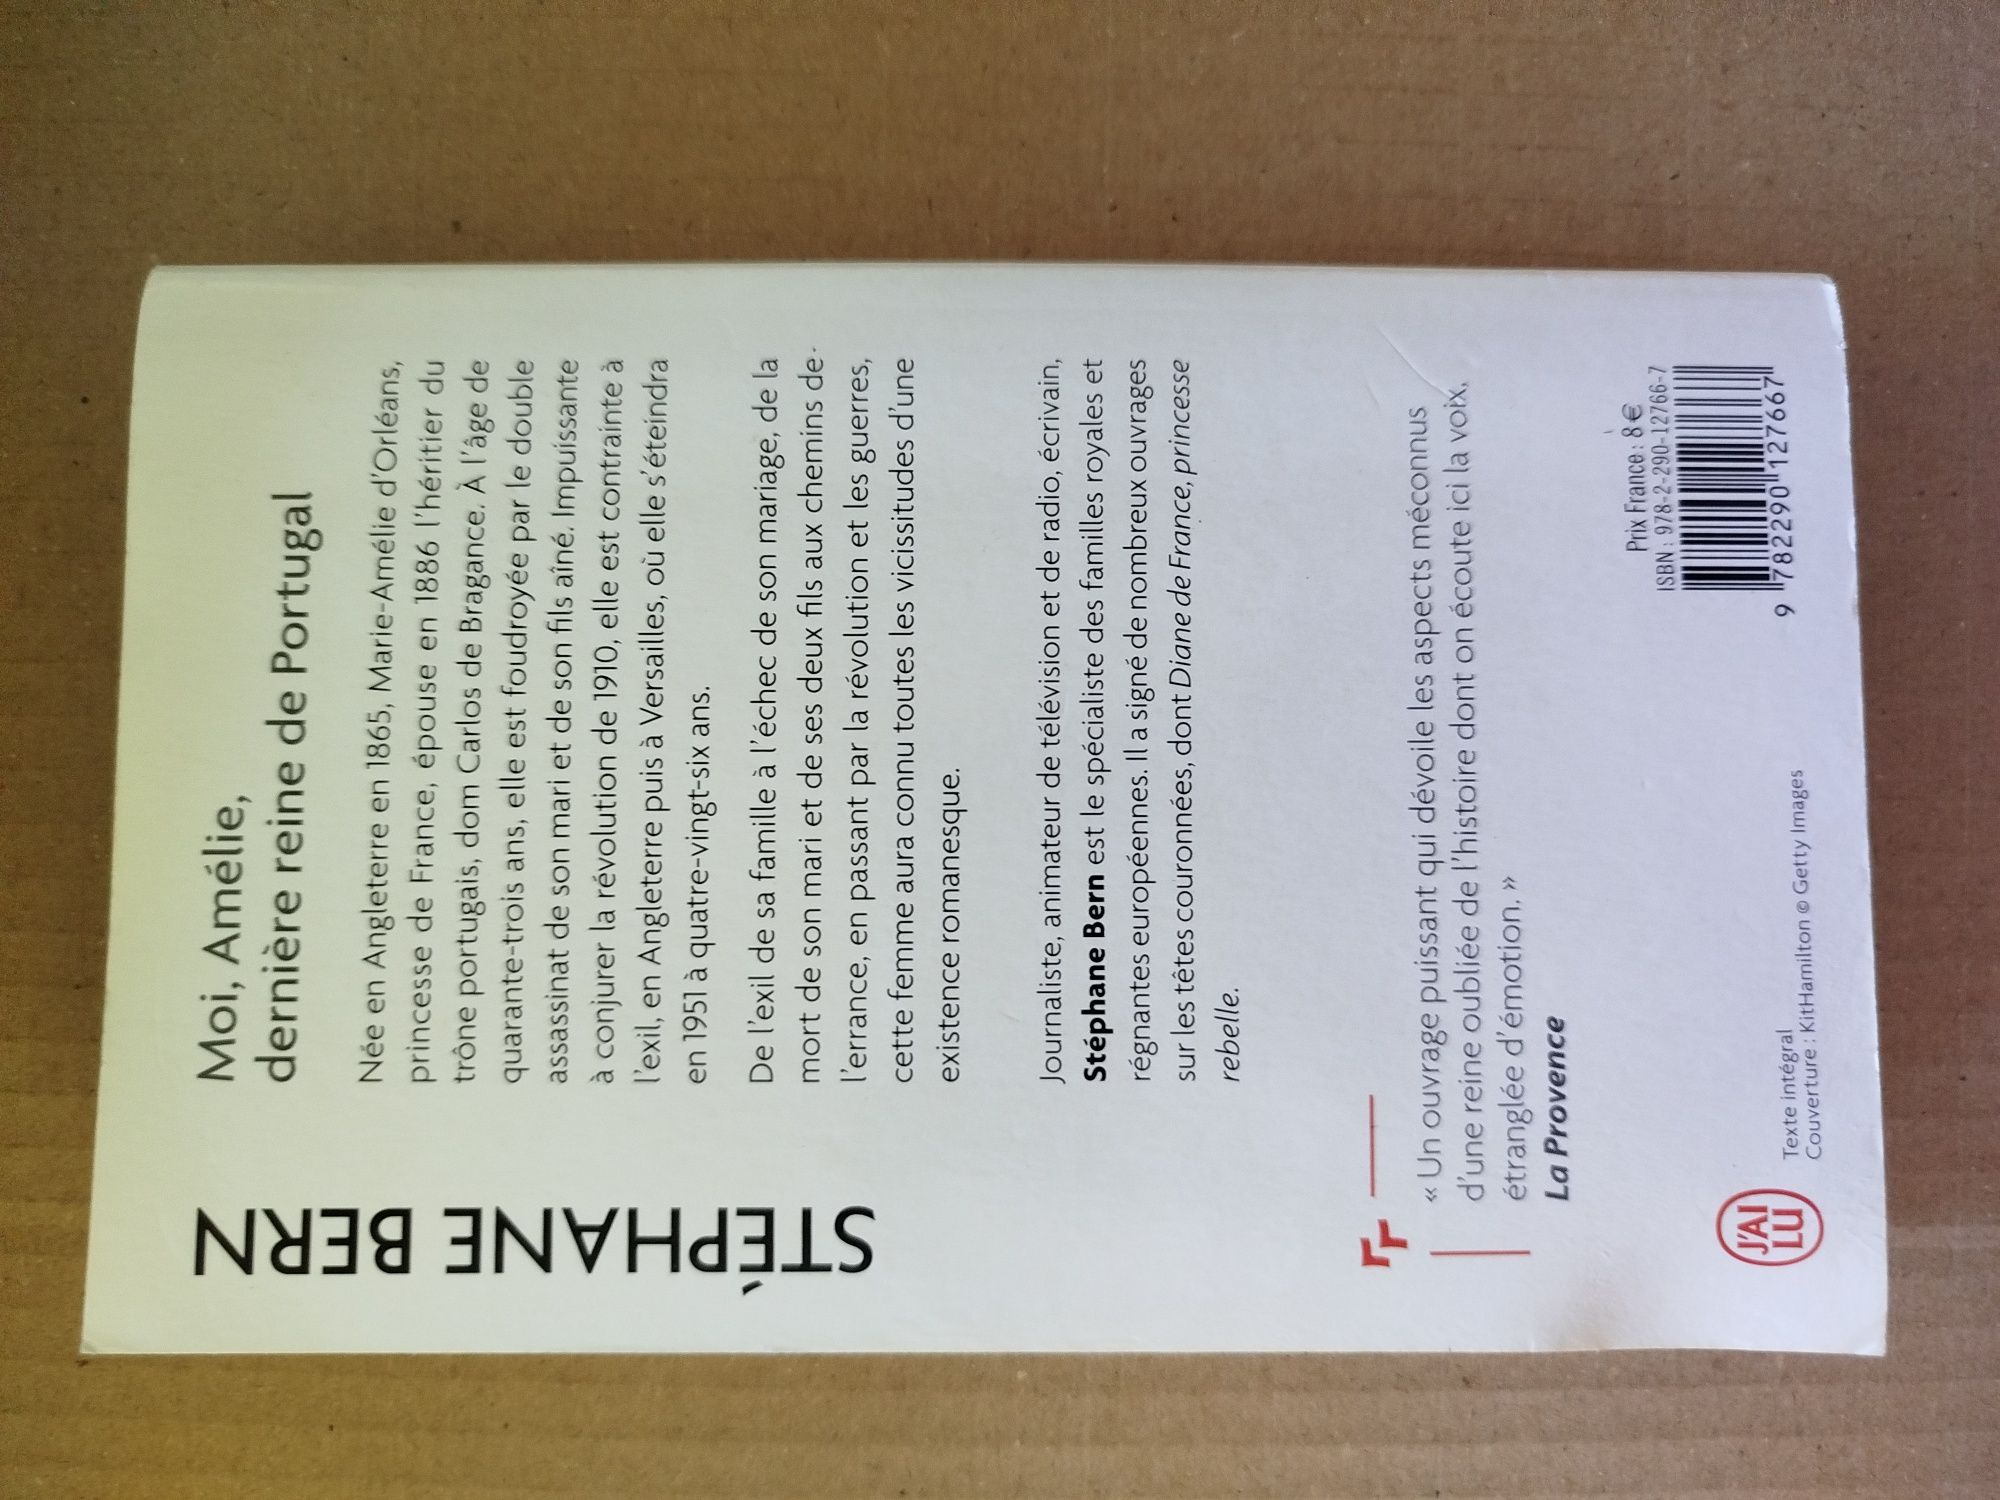 STÉPHANE BERN
Moi, Amélie,
dernière reine de Portugal
Née en Angleterre en 1865, Marie-Amélie d'Orléans,
princesse de France, épouse en 1886 l'héritier du
trône portugais, dom Carlos de Bragance. À l'âge de
quarante-trois ans, elle est foudroyée par le double
assassinat de son mari et de son fils aîné. Impuissante
à conjurer la révolution de 1910, elle est contrainte à
l'exil, en Angleterre puis à Versailles, où elle s'éteindra
en 1951 à quatre-vingt-six ans.
De l'exil de sa famille à l'échec de son mariage, de la
mort de son mari et de ses deux fils aux chemins de
l'errance, en passant par la révolution et les guerres,
cette femme aura connu toutes les vicissitudes d'une
existence romanesque.
Journaliste, animateur de télévision et de radio, écrivain,
Stéphane Bern est le spécialiste des familles royales et
régnantes européennes. Il a signé de nombreux ouvrages
sur les têtes couronnées, dont Diane de France, princesse
rebelle.
« Un ouvrage puissant qui dévoile les aspects méconnus
d'une reine oubliée de l'histoire dont on écoute ici la voix,
étranglée d'émotion. »
La Provence
Prix France : 8 €
ISBN : 978-2-290-12766-7
9 782290 127667
J'AI
LU
Texte intégral
Couverture : KitHamilton © Getty Images